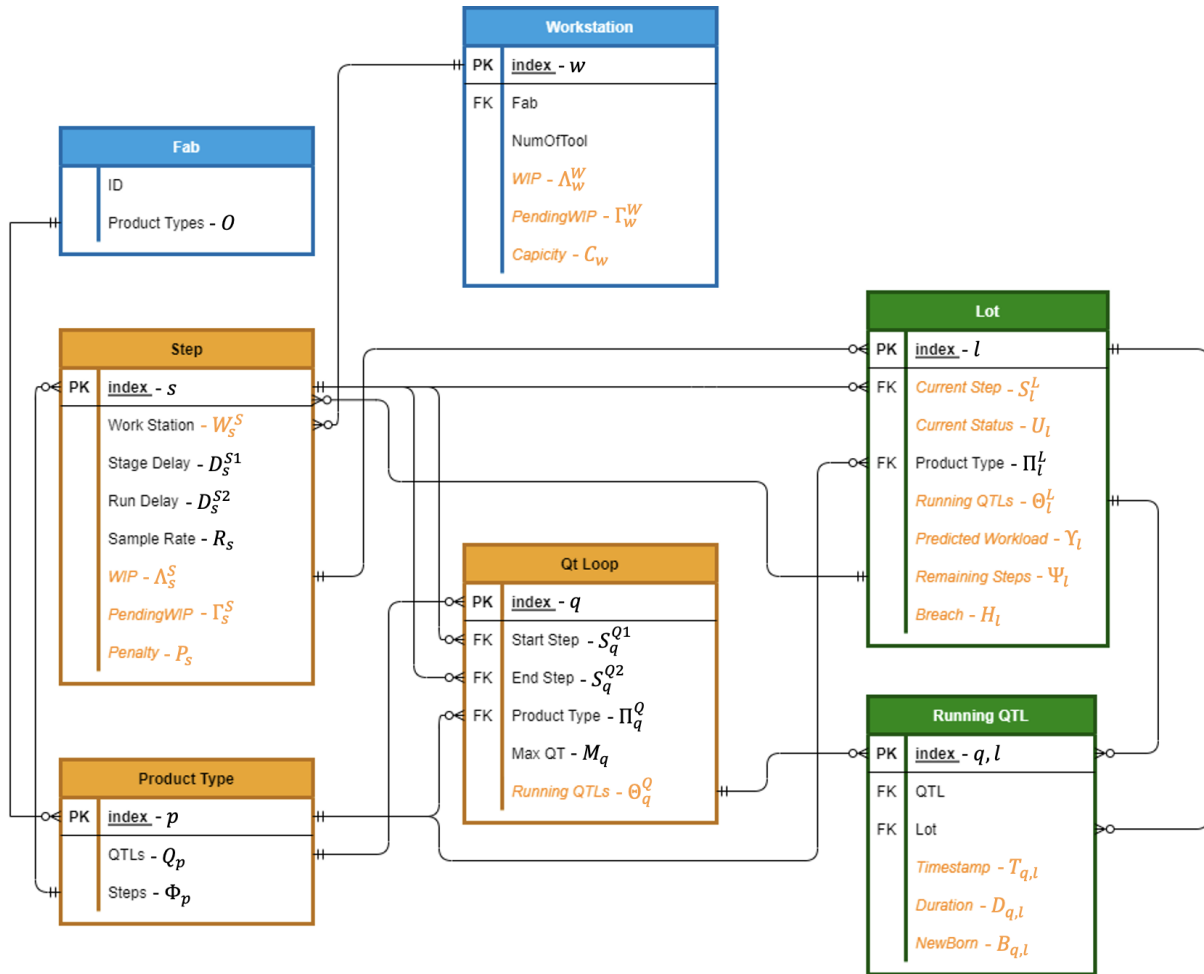 Workstation
PK index - w
FK Fab
NumOfTool
WIP - Λ_w^W
PendingWIP - Γ_w^W
Capicity - C_w
Fab
ID
Product Types - O
Step
PK index - s
Work Station - W_s^S
Stage Delay - D_s^{S1}
Run Delay - D_s^{S2}
Sample Rate - R_s
WIP - Λ_s^S
PendingWIP - Γ_s^S
Penalty - P_s
Product Type
PK index - p
QTLs - Q_p
Steps - Φ_p
Qt Loop
PK index - q
FK Start Step - S_q^{Q1}
FK End Step - S_q^{Q2}
FK Product Type - Π_q^Q
Max QT - M_q
Running QTLs - Θ_q^Q
Lot
PK index - l
FK Current Step - S_l^L
Current Status - U_l
FK Product Type - Π_l^L
Running QTLs - Θ_l^L
Predicted Workload - Υ_l
Remaining Steps - Ψ_l
Breach - H_l
Running QTL
PK index - q, l
FK QTL
FK Lot
Timestamp - T_{q,l}
Duration - D_{q,l}
NewBorn - B_{q,l}